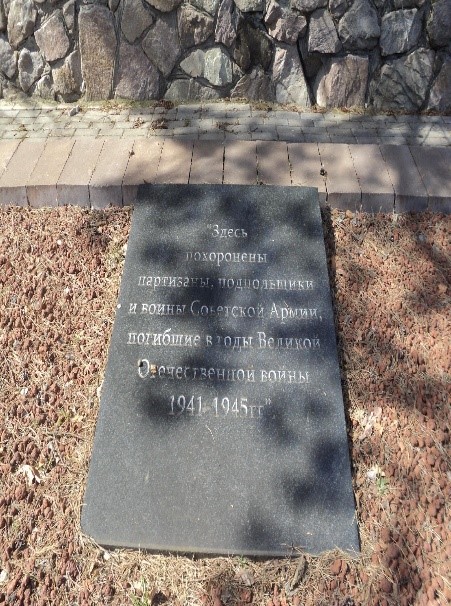 "Здесь
похоронены
партизаны, подпольщики
и воины Советской Армии,
погибшие в годы Великой
Отечественной войны
1941 1945гг".